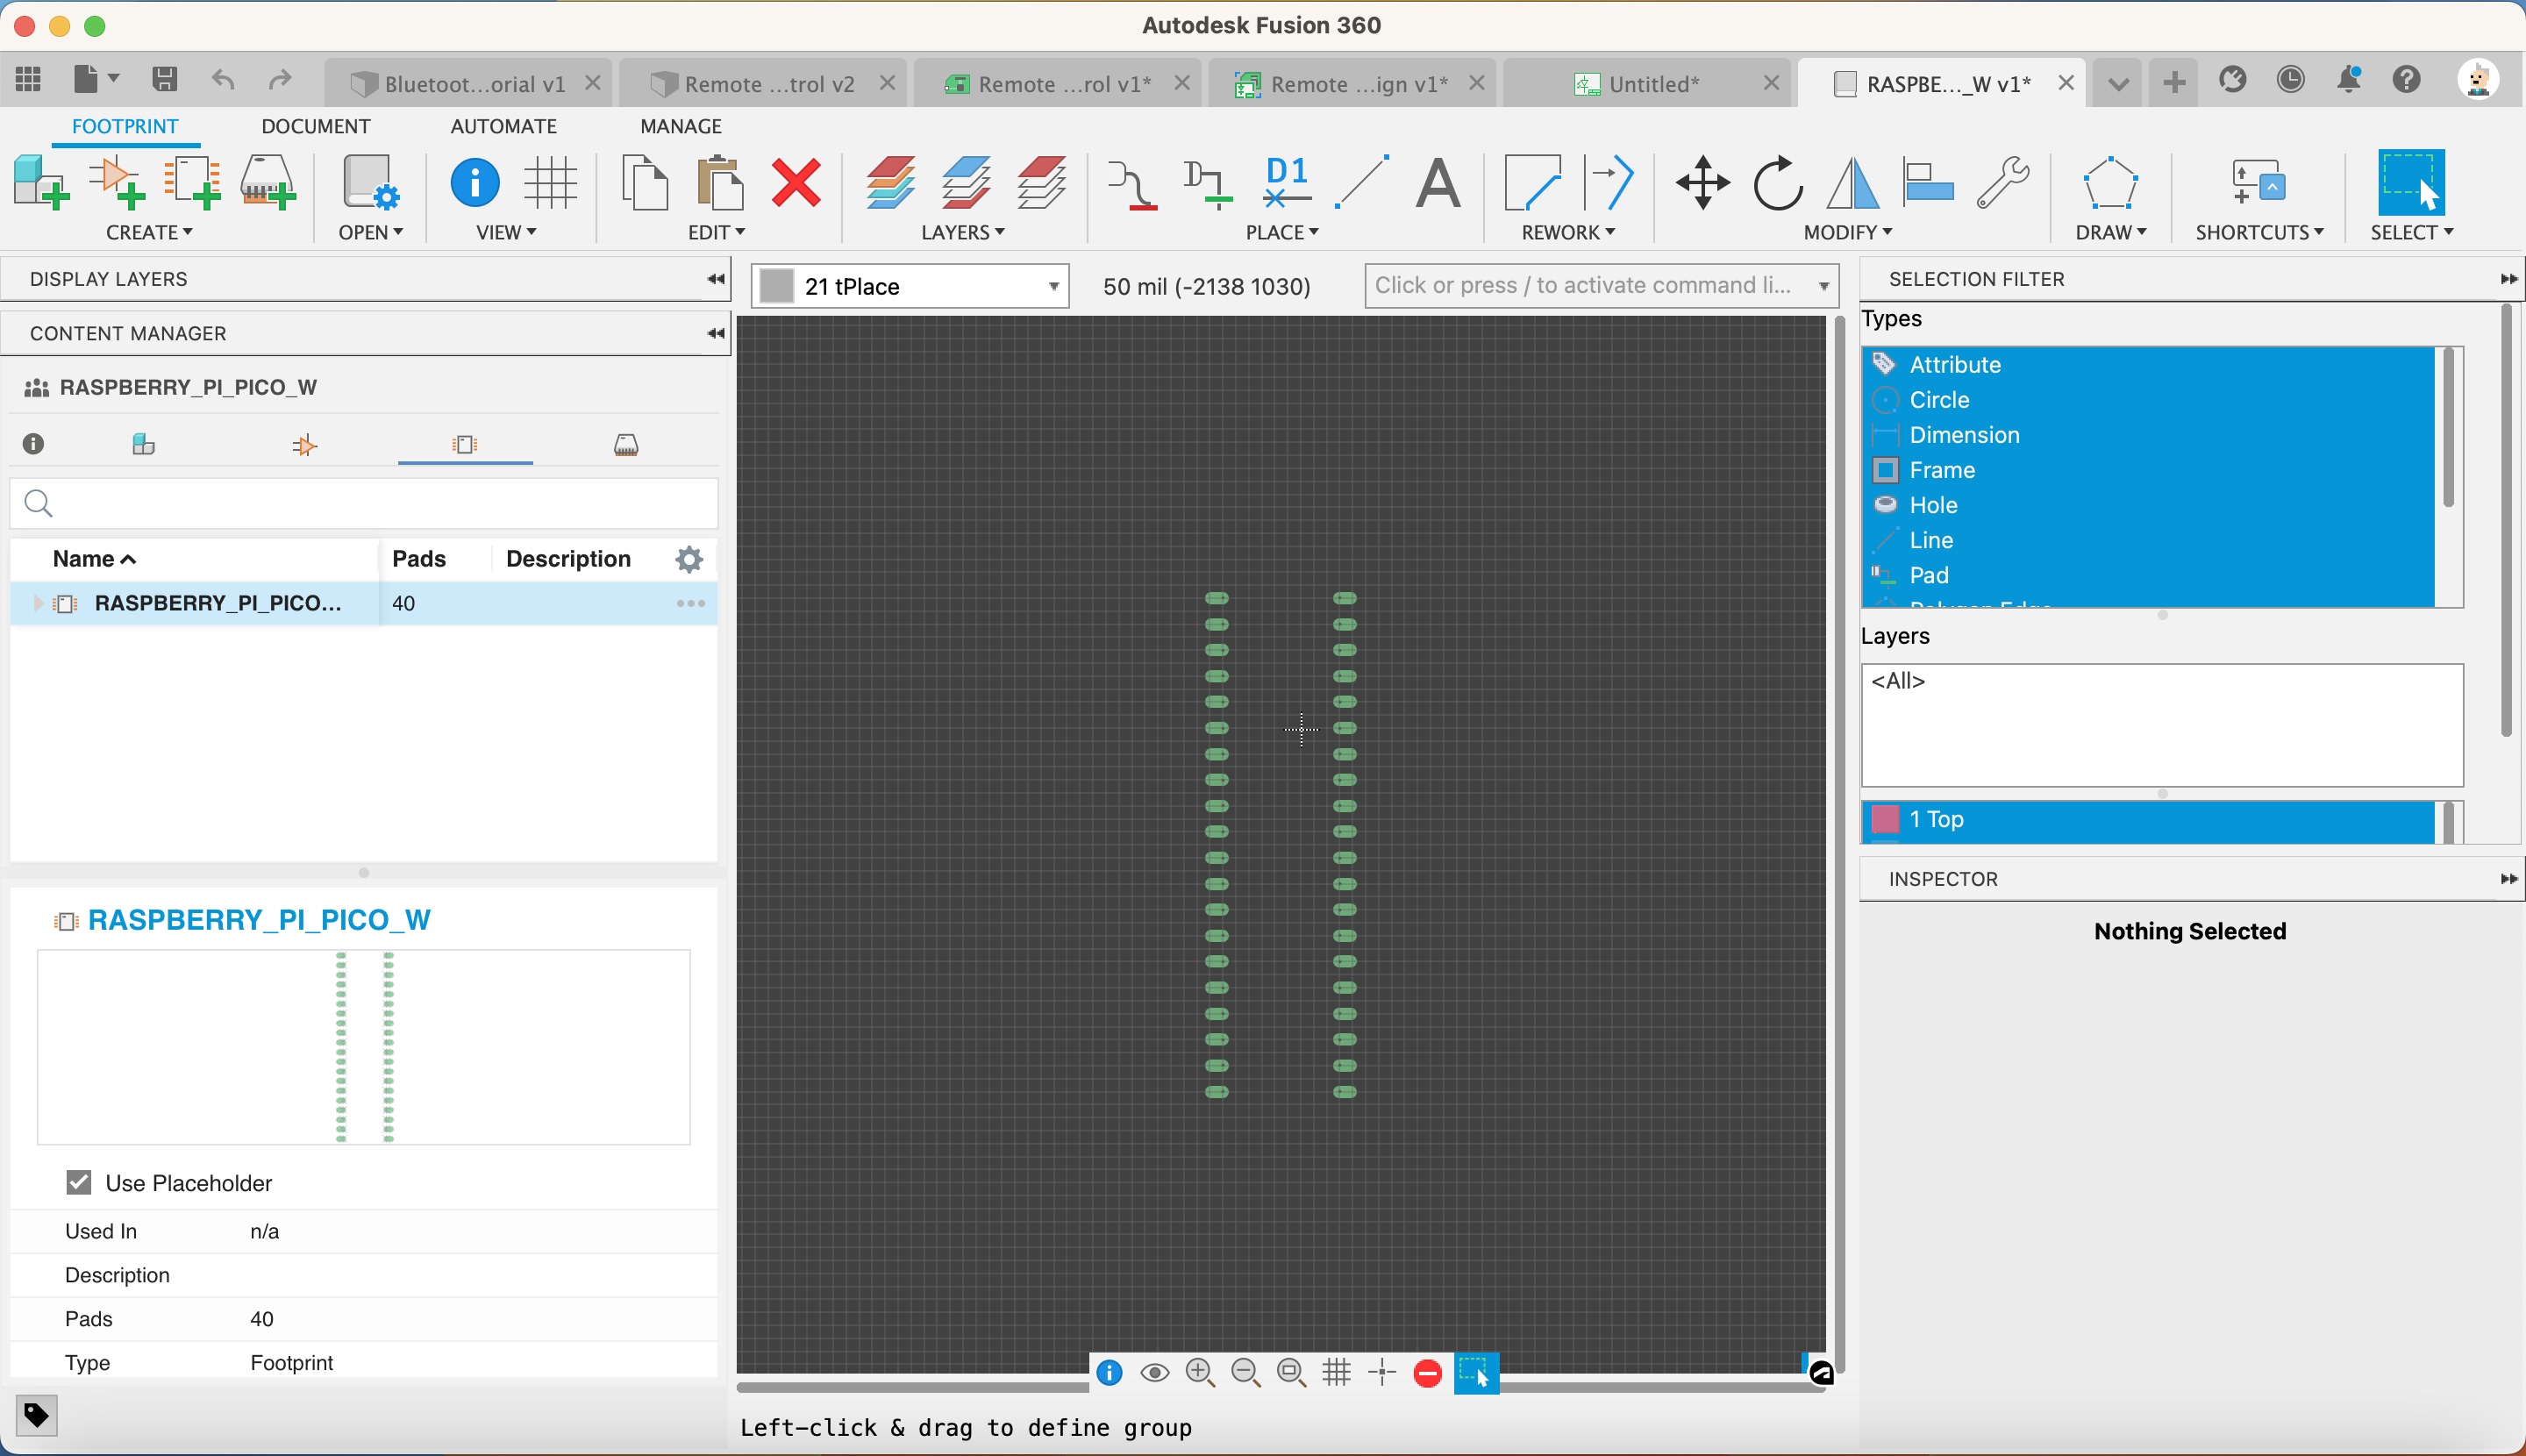 Autodesk Fusion 360
Bluetoot...orial v1
Remote ...trol v2
Remote ...rol v1*
Remote ...ign v1*
Untitled*
RASPBE..._W v1*
FOOTPRINT
DOCUMENT
AUTOMATE
MANAGE
D1
A
CREATE
OPEN
VIEW
EDIT
LAYERS
PLACE
REWORK
MODIFY
DRAW
SHORTCUTS
SELECT
DISPLAY LAYERS
21 tPlace
50 mil (-2138 1030)
Click or press / to activate command li...
SELECTION FILTER
CONTENT MANAGER
RASPBERRY_PI_PICO_W
Name
Pads
Description
RASPBERRY_PI_PICO...
40
RASPBERRY_PI_PICO_W
Use Placeholder
Used In
n/a
Description
Pads
40
Type
Footprint
Types
Attribute
Circle
Dimension
Frame
Hole
Line
Pad
Polygon Edge
Layers
<All>
1 Top
INSPECTOR
Nothing Selected
Left-click & drag to define group